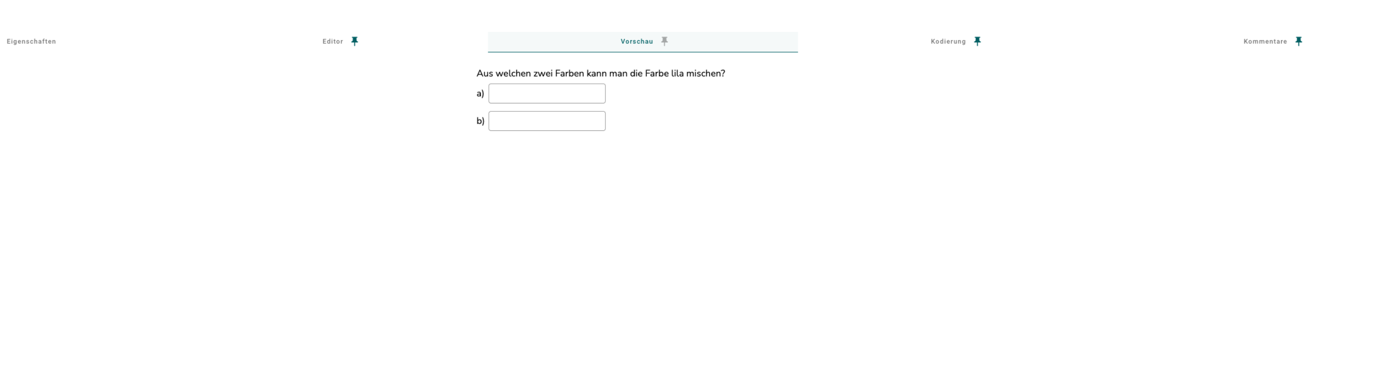 Eigenschaften Editor Vorschau Kodierung Kommentare
Aus welchen zwei Farben kann man die Farbe lila mischen?
a)
b)